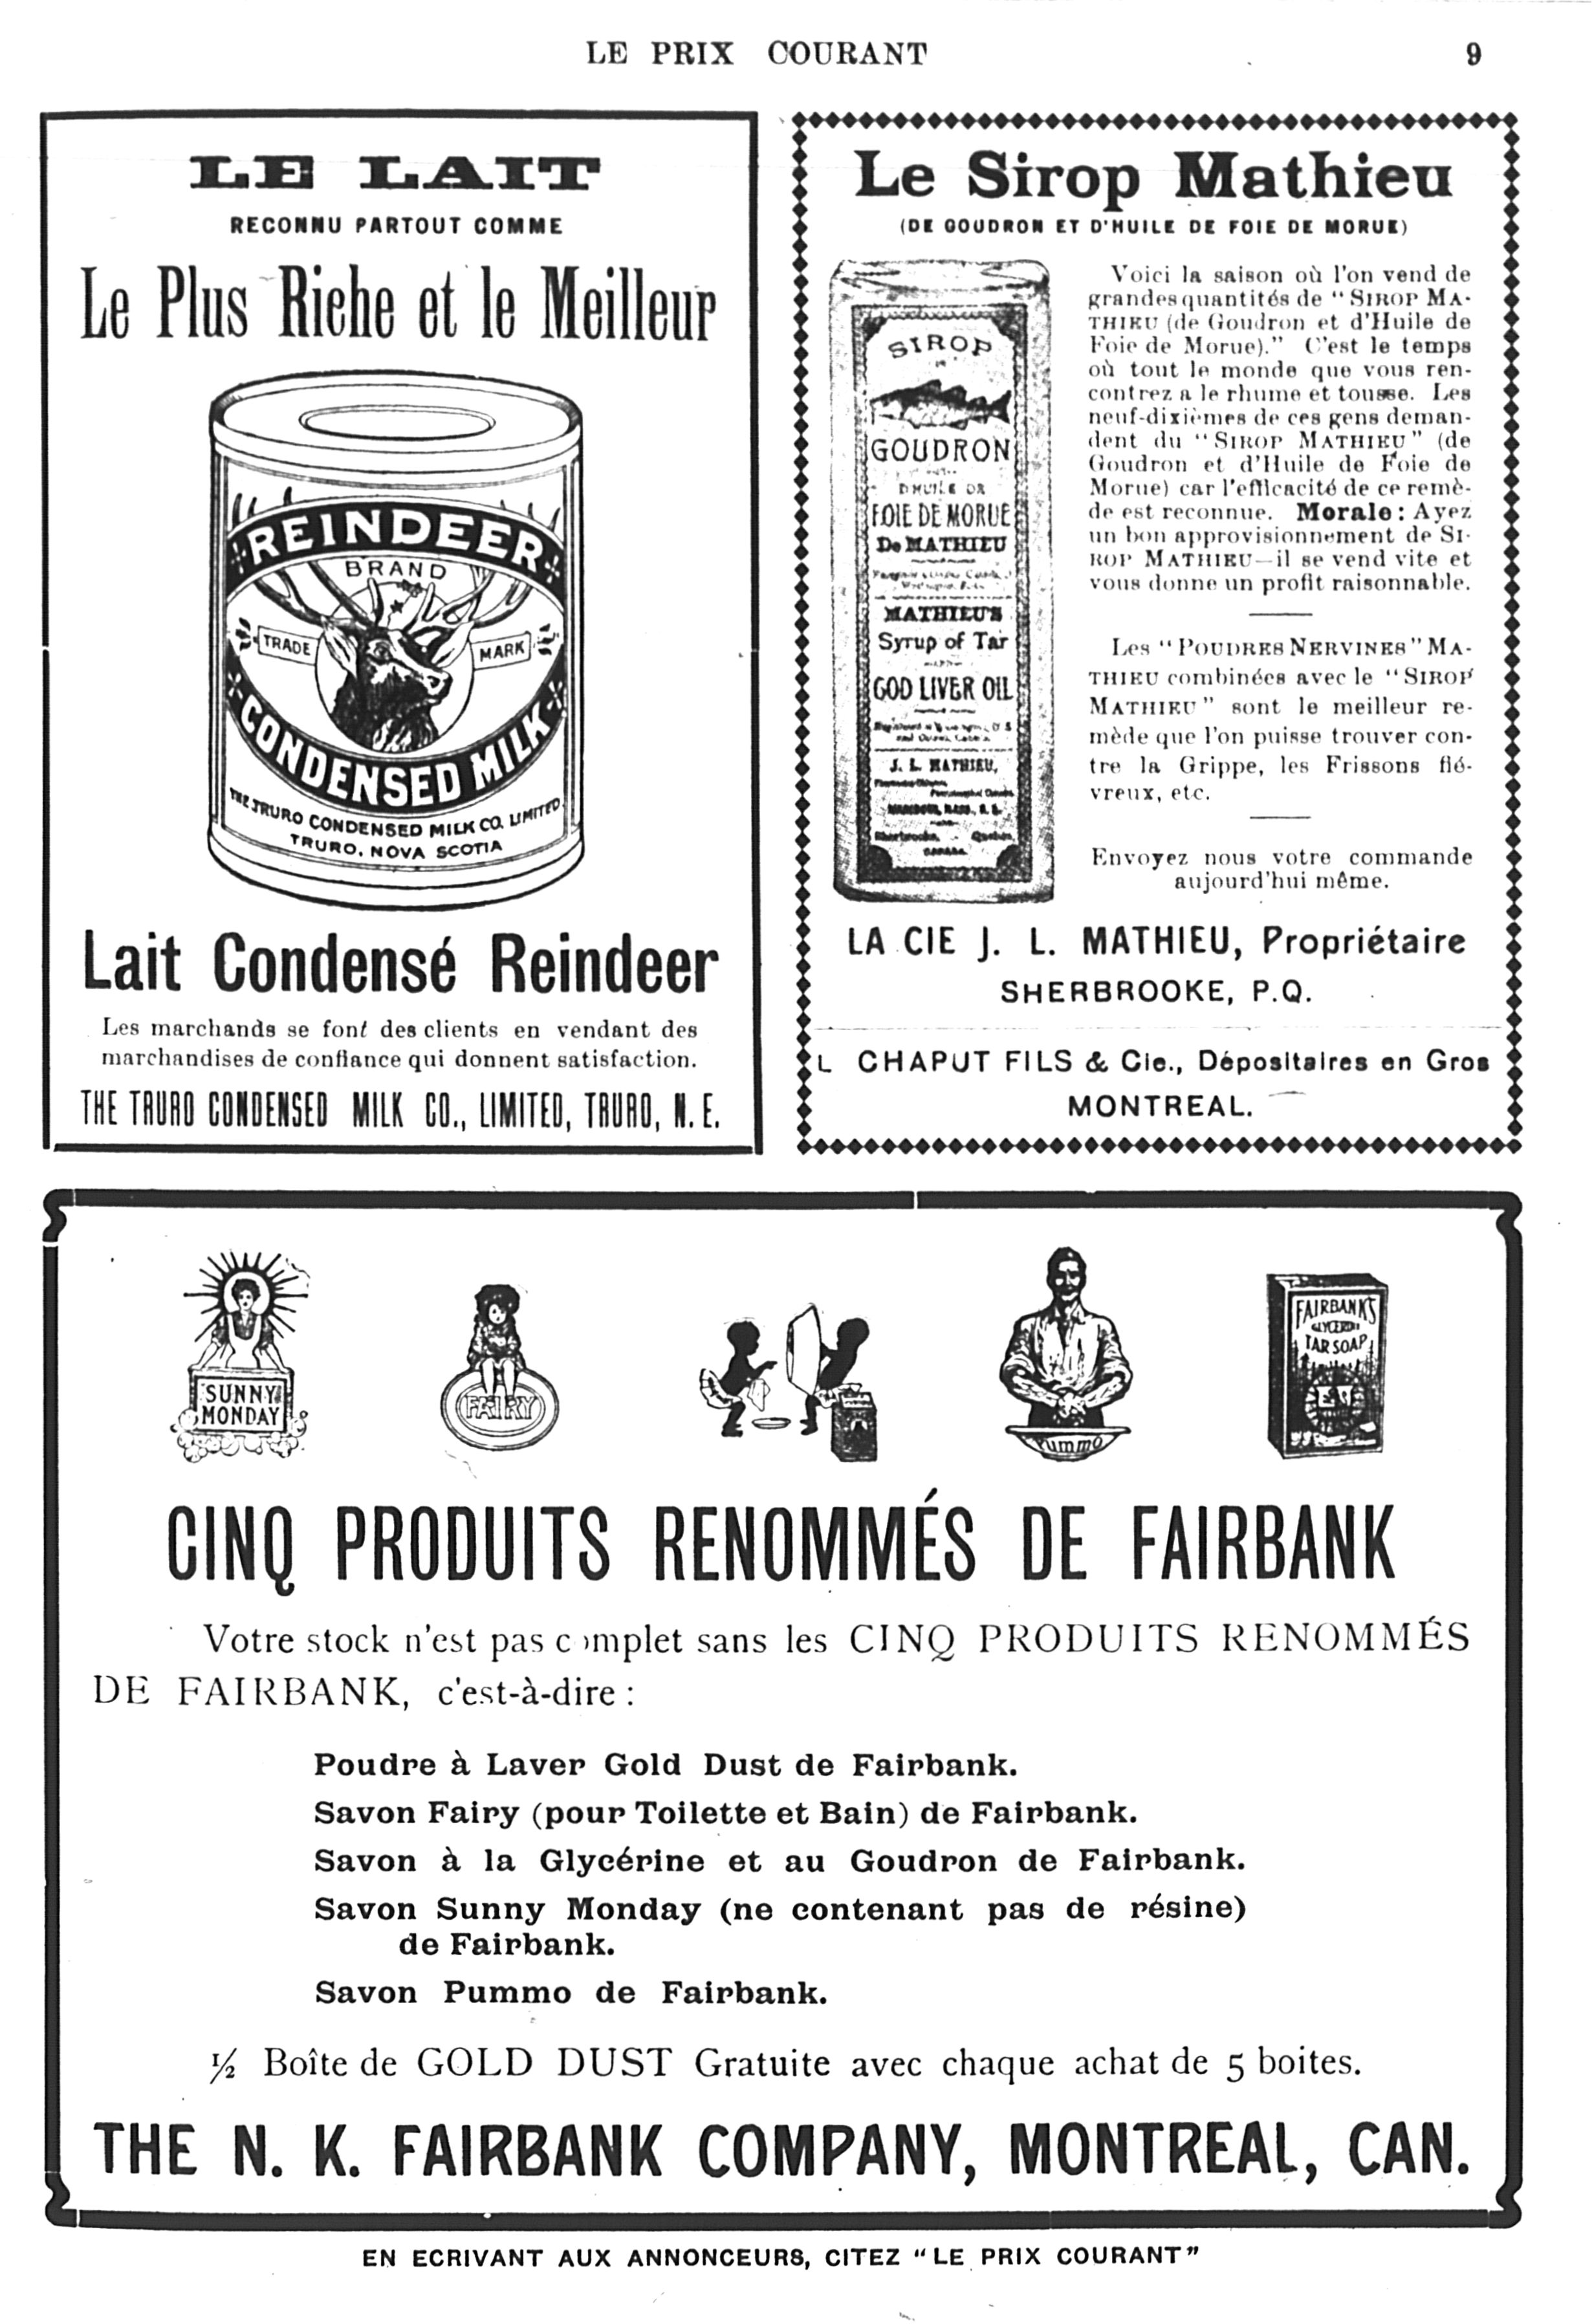 LE PRIX COURANT 9
LE LAIT
RECONNU PARTOUT COMME
Le Plus Riche et le Meilleur
REINDEER
BRAND
TRADE MARK
CONDENSED MILK
THE TRURO CONDENSED MILK CO. LIMITED
TRURO, NOVA SCOTIA
Lait Condensé Reindeer
Les marchands se font des clients en vendant des
marchandises de confiance qui donnent satisfaction.
THE TRURO CONDENSED MILK CO., LIMITED, TRURO, N. E.
Le Sirop Mathieu
(DE GOUDRON ET D'HUILE DE FOIE DE MORUE)
SIROP
GOUDRON
D'HUILE DE
FOIE DE MORUE
De MATHIEU
MATHIEU'S
Syrup of Tar
COD LIVER OIL
J. L. MATHIEU,
Sherbrooke, - Quebec,
CANADA.
Voici la saison où l'on vend de
grandes quantités de "SIROP MA-
THIEU (de Goudron et d'Huile de
Foie de Morue)." C'est le temps
où tout le monde que vous ren-
contrez a le rhume et tousse. Les
neuf-dixièmes de ces gens deman-
dent du "SIROP MATHIEU" (de
Goudron et d'Huile de Foie de
Morue) car l'efficacité de ce remè-
de est reconnue. Morale: Ayez
un bon approvisionnement de SI-
ROP MATHIEU—il se vend vite et
vous donne un profit raisonnable.
Les "POUDRES NERVINES" MA-
THIEU combinées avec le "SIROP
MATHIEU" sont le meilleur re-
mède que l'on puisse trouver con-
tre la Grippe, les Frissons fié-
vreux, etc.
Envoyez nous votre commande
aujourd'hui même.
LA CIE J. L. MATHIEU, Propriétaire
SHERBROOKE, P.Q.
L CHAPUT FILS & Cie., Dépositaires en Gros
MONTREAL.
SUNNY
MONDAY
FAIRY
Pummo
FAIRBANK'S
GLYCERINE
TAR SOAP
CINQ PRODUITS RENOMMÉS DE FAIRBANK
Votre stock n'est pas complet sans les CINQ PRODUITS RENOMMÉS
DE FAIRBANK, c'est-à-dire :
Poudre à Laver Gold Dust de Fairbank.
Savon Fairy (pour Toilette et Bain) de Fairbank.
Savon à la Glycérine et au Goudron de Fairbank.
Savon Sunny Monday (ne contenant pas de résine)
de Fairbank.
Savon Pummo de Fairbank.
½ Boîte de GOLD DUST Gratuite avec chaque achat de 5 boites.
THE N. K. FAIRBANK COMPANY, MONTREAL, CAN.
EN ECRIVANT AUX ANNONCEURS, CITEZ "LE PRIX COURANT"